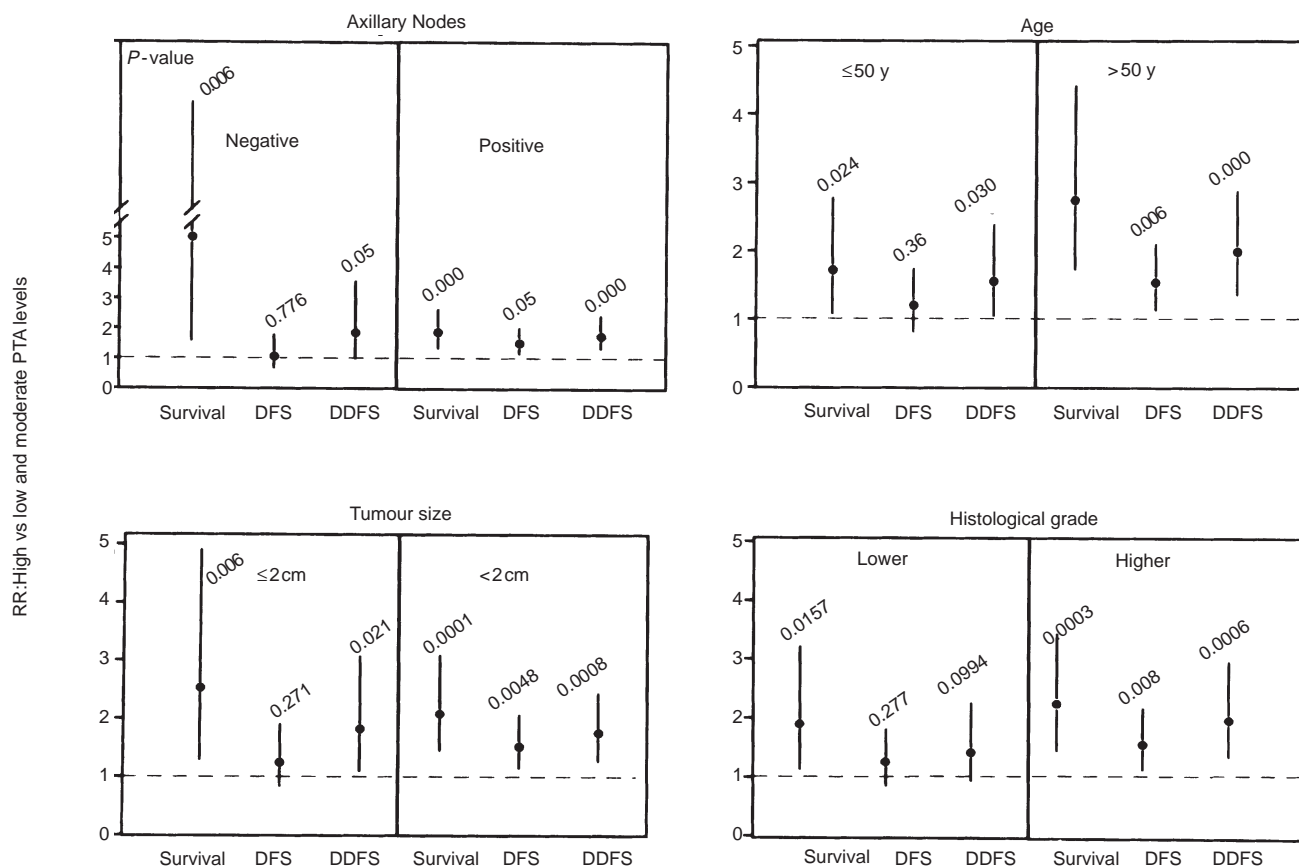 RR:High vs low and moderate PTA levels
Axillary Nodes
P-value
0.006
Negative
Positive
0.776
0.05
0.000
0.05
0.000
5
4
3
2
1
0
Survival DFS DDFS Survival DFS DDFS
Age
5
4
3
2
1
0
≤50 y
>50 y
0.024
0.36
0.030
0.006
0.000
Survival DFS DDFS Survival DFS DDFS
Tumour size
5
4
3
2
1
0
0.006
≤2cm
<2cm
0.271
0.021
0.0001
0.0048
0.0008
Survival DFS DDFS Survival DFS DDFS
Histological grade
5
4
3
2
1
0
Lower
Higher
0.0157
0.277
0.0994
0.0003
0.008
0.0006
Survival DFS DDFS Survival DFS DDFS